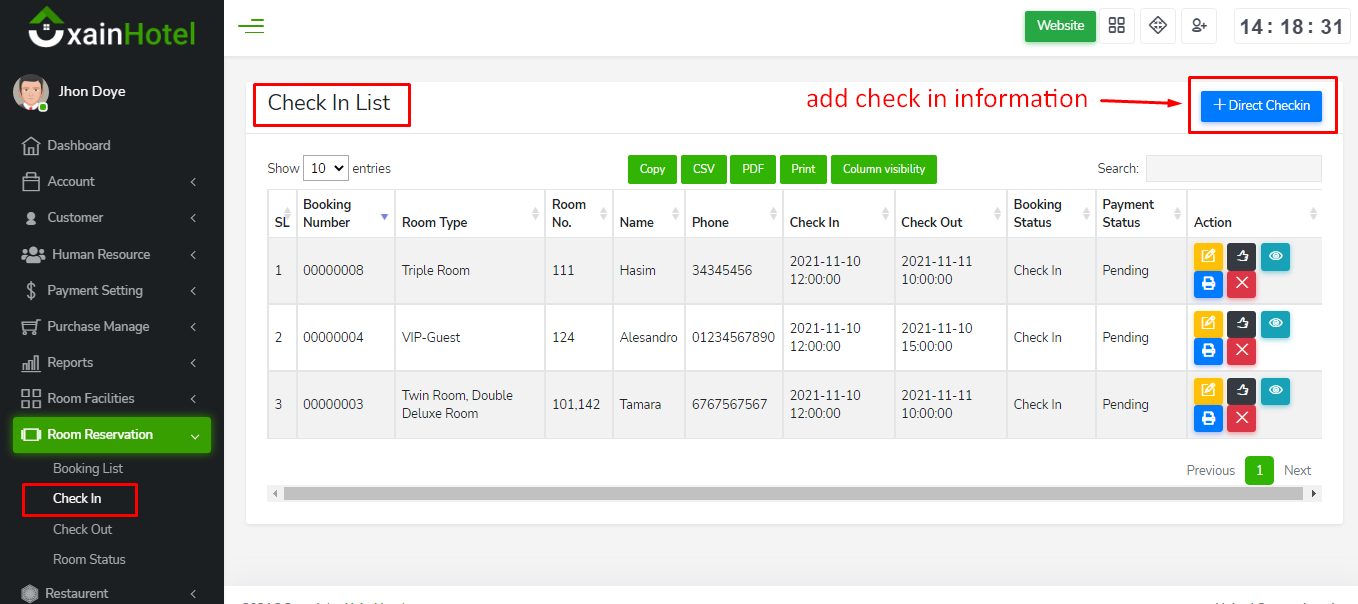 xainHotel
Website
14: 18: 31
Jhon Doye
Dashboard
Account
Customer
Human Resource
Payment Setting
Purchase Manage
Reports
Room Facilities
Room Reservation
Booking List
Check In
Check Out
Room Status
Restaurent
Check In List
add check in information
Direct Checkin
Show 10 entries
Copy CSV PDF Print Column visibility
Search:
SL Booking Number Room Type Room No. Name Phone Check In Check Out Booking Status Payment Status Action
1 00000008 Triple Room 111 Hasim 34345456 2021-11-10 12:00:00 2021-11-11 10:00:00 Check In Pending
2 00000004 VIP-Guest 124 Alesandro 01234567890 2021-11-10 12:00:00 2021-11-10 15:00:00 Check In Pending
3 00000003 Twin Room, Double Deluxe Room 101,142 Tamara 6767567567 2021-11-10 12:00:00 2021-11-11 10:00:00 Check In Pending
Previous 1 Next